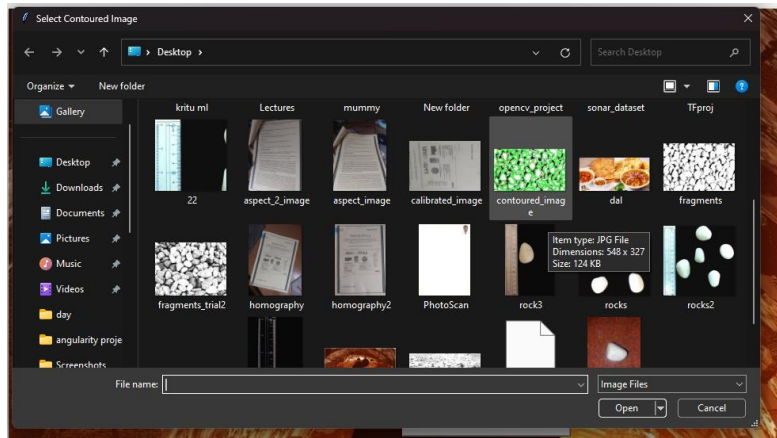 Select Contoured Image
Desktop
Search Desktop
Organize
New folder
Gallery
kritu ml
Lectures
mummy
New folder
opencv_project
sonar_dataset
TFproj
Desktop
Downloads
Documents
Pictures
Music
Videos
day
angularity proje
Screenshots
22
aspect_2_image
aspect_image
calibrated_image
contoured_imag
e
dal
fragments
Item type: JPG File
Dimensions: 548 x 327
Size: 124 KB
fragments_trial2
homography
homography2
PhotoScan
rock3
rocks
rocks2
File name:
Image Files
Open
Cancel